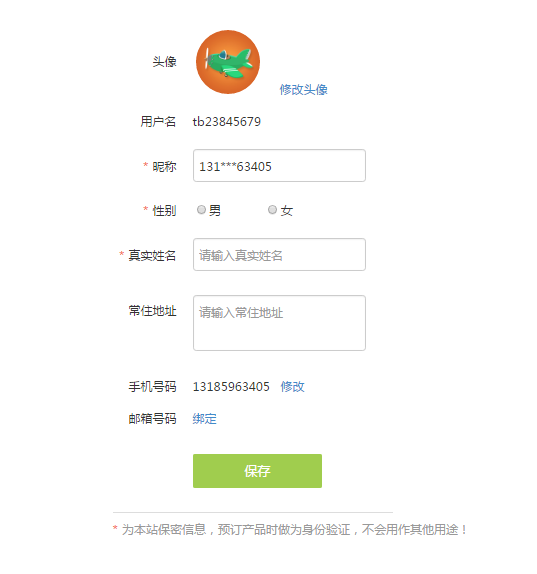 头像
修改头像
用户名 tb23845679
* 昵称 131***63405
* 性别 男 女
* 真实姓名 请输入真实姓名
常住地址 请输入常住地址
手机号码 13185963405 修改
邮箱号码 绑定
保存
* 为本站保密信息，预订产品时做为身份验证，不会用作其他用途！